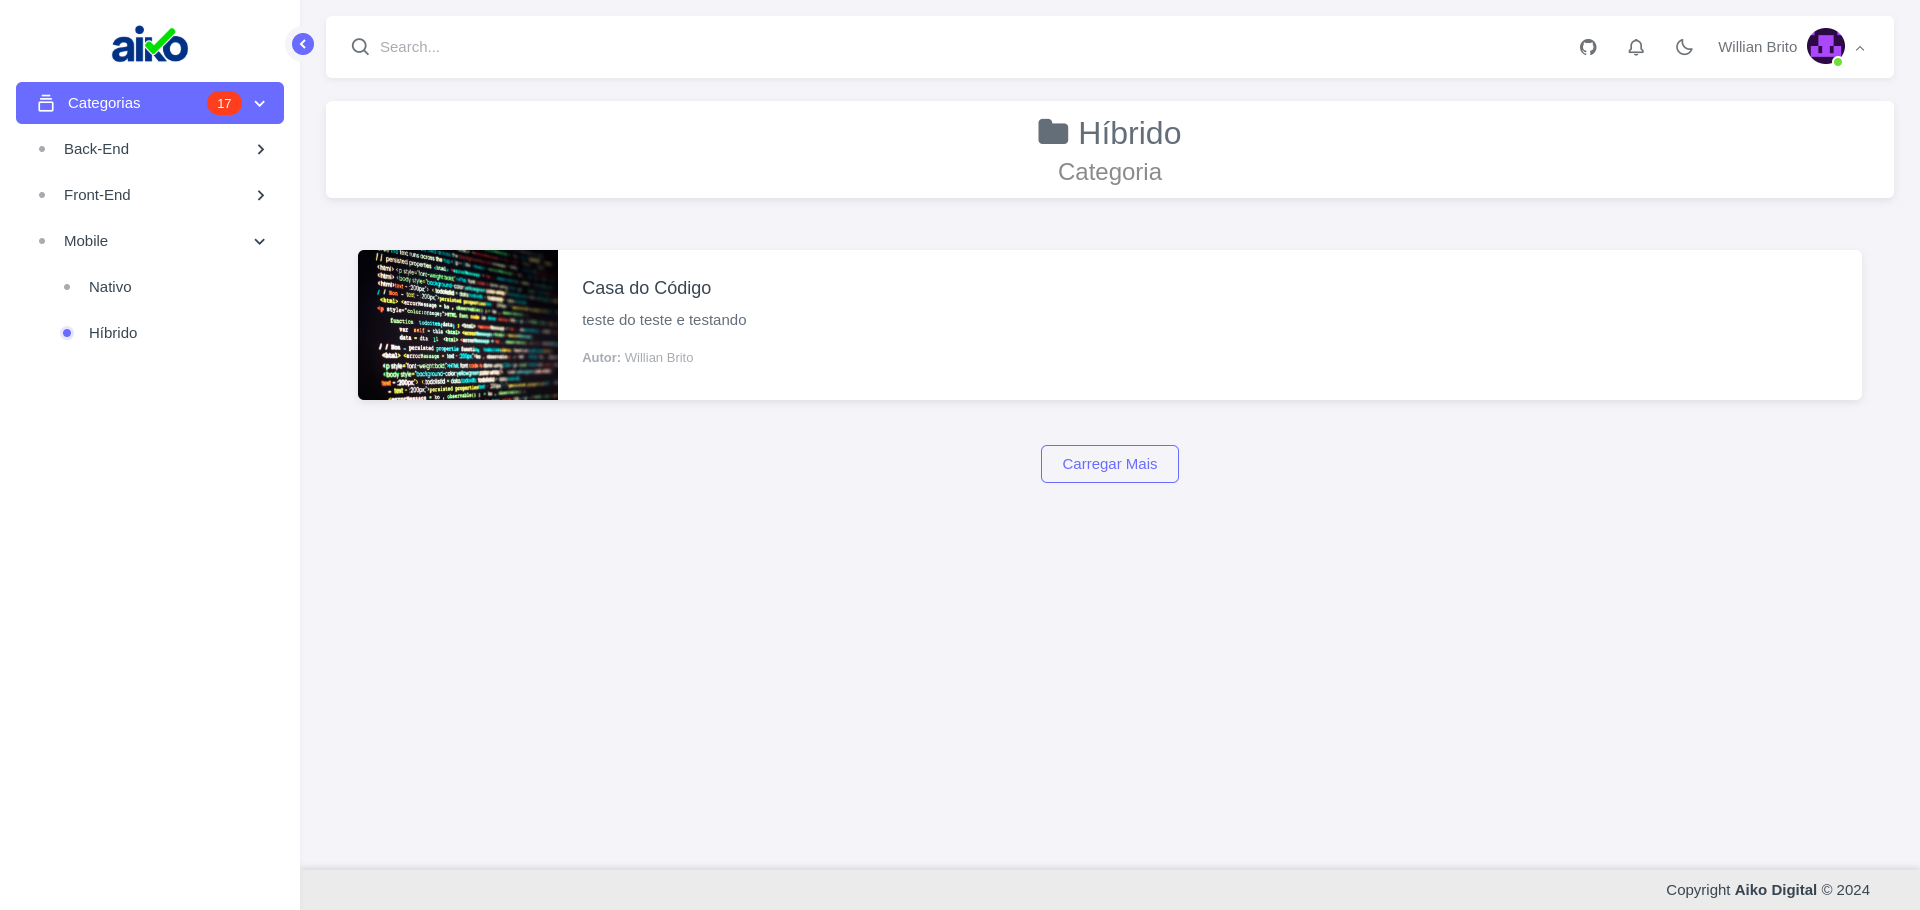 aiko
Search...
Willian Brito
Categorias 17
Back-End
Front-End
Mobile
Nativo
Híbrido
Híbrido
Categoria
Casa do Código
teste do teste e testando
Autor: Willian Brito
Carregar Mais
Copyright Aiko Digital © 2024